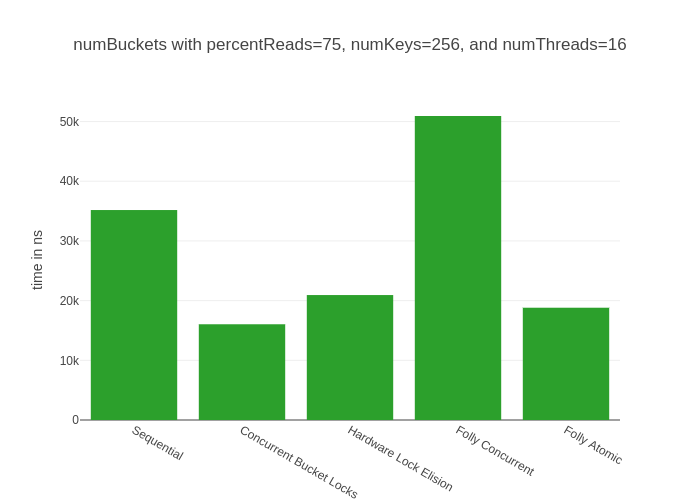 numBuckets with percentReads=75, numKeys=256, and numThreads=16
time in ns
50k
40k
30k
20k
10k
0
Sequential
Concurrent Bucket Locks
Hardware Lock Elision
Folly Concurrent
Folly Atomic